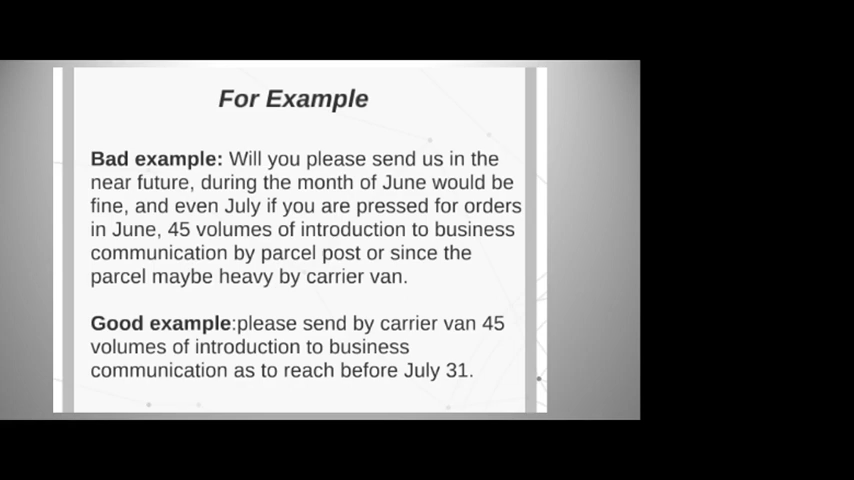 For Example
Bad example: Will you please send us in the
near future, during the month of June would be
fine, and even July if you are pressed for orders
in June, 45 volumes of introduction to business
communication by parcel post or since the
parcel maybe heavy by carrier van.
Good example:please send by carrier van 45
volumes of introduction to business
communication as to reach before July 31.